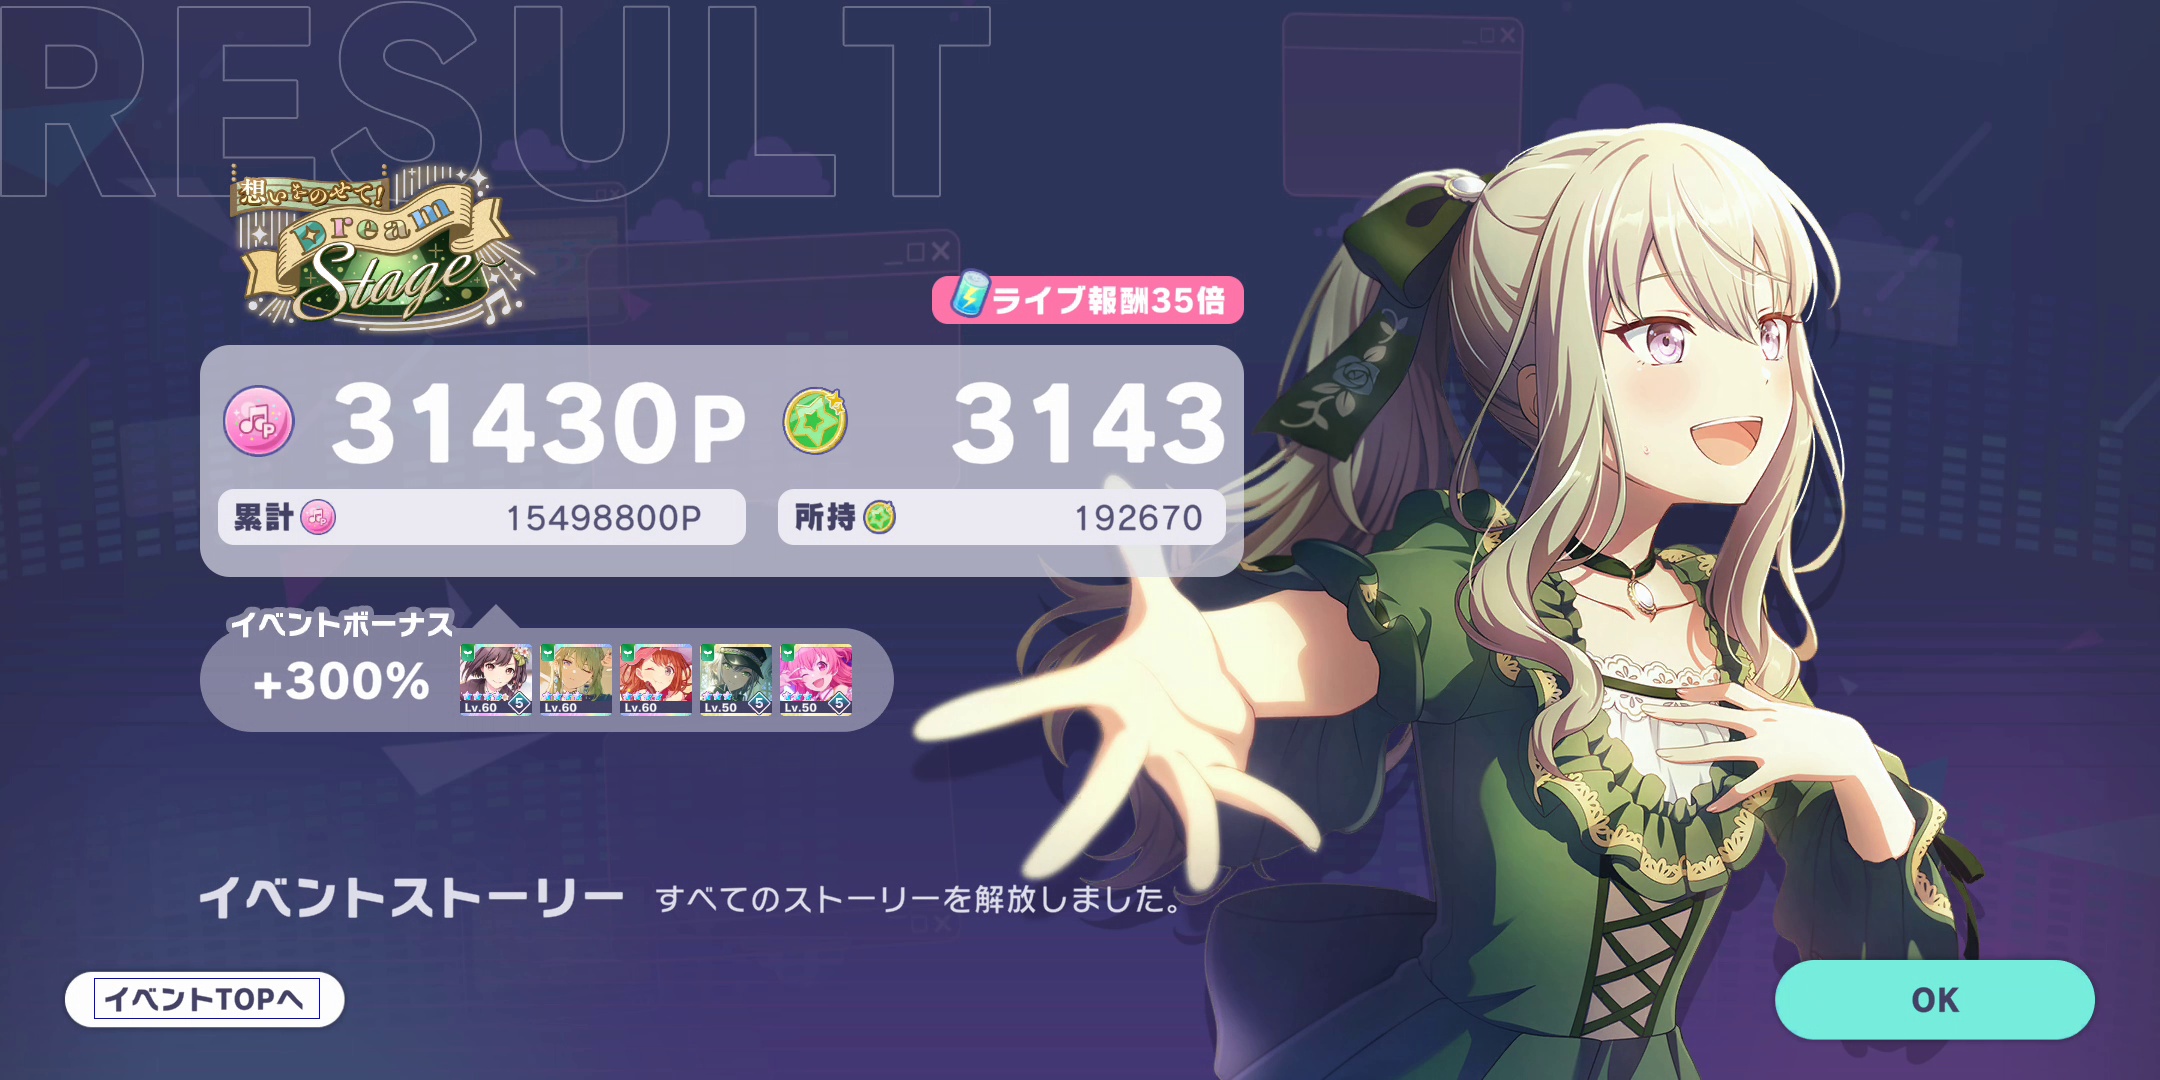 RESULT
想いをのせて!
Dream
Stage
ライブ報酬35倍
31430P
3143
累計 15498800P
所持 192670
イベントボーナス
+300%
Lv.60 5
Lv.60
Lv.60
Lv.50 5
Lv.50 5
イベントストーリー すべてのストーリーを解放しました。
イベントTOPへ
OK